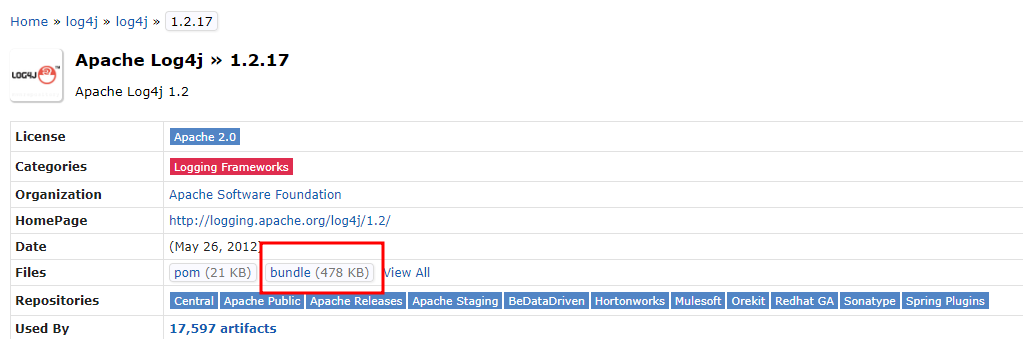 Home » log4j » log4j » 1.2.17
LOG4J TM
Apache Log4j » 1.2.17
Apache Log4j 1.2
License Apache 2.0
Categories Logging Frameworks
Organization Apache Software Foundation
HomePage http://logging.apache.org/log4j/1.2/
Date (May 26, 2012)
Files pom (21 KB) bundle (478 KB) View All
Repositories Central Apache Public Apache Releases Apache Staging BeDataDriven Hortonworks Mulesoft Orekit Redhat GA Sonatype Spring Plugins
Used By 17,597 artifacts